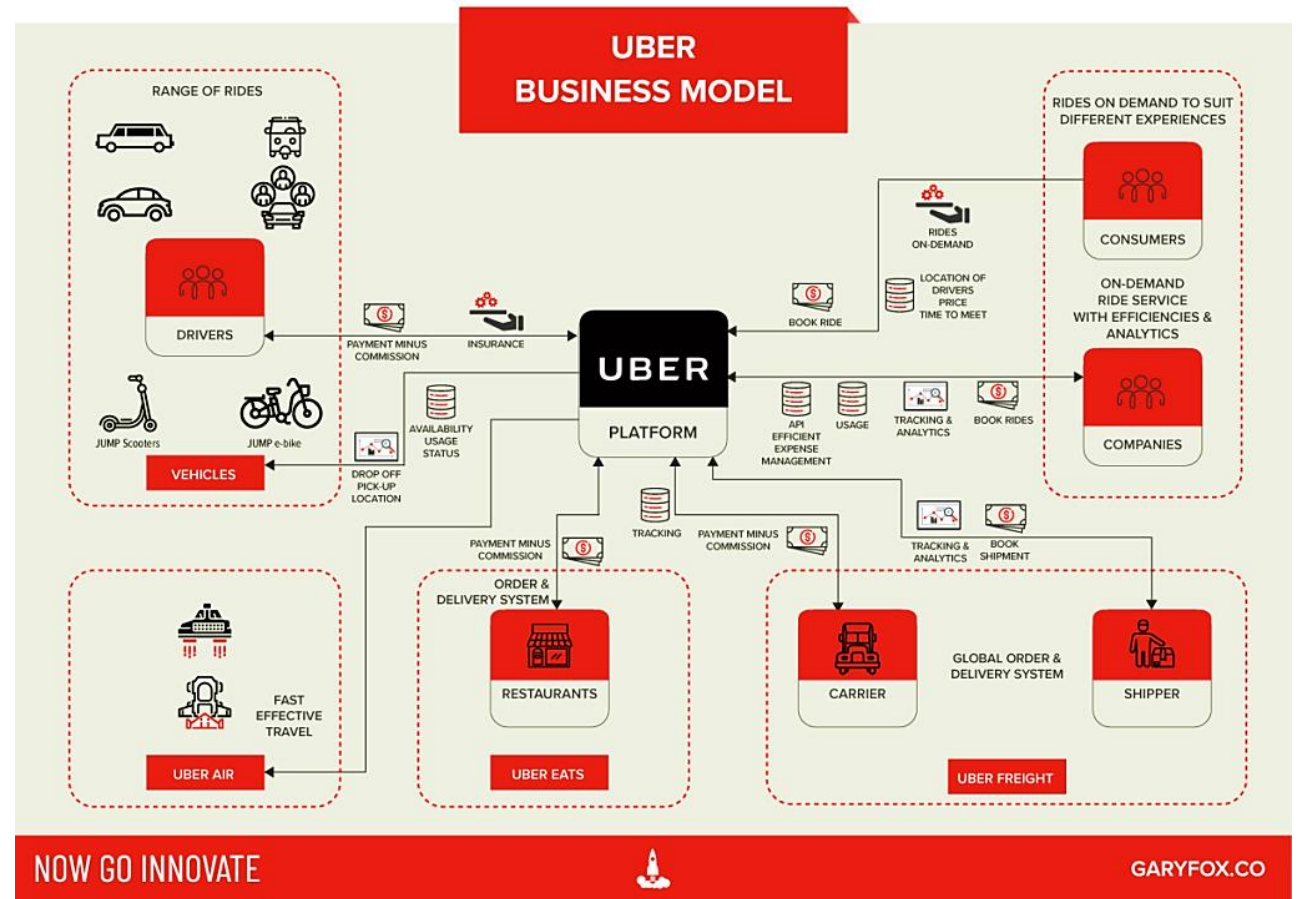 UBER
BUSINESS MODEL
RANGE OF RIDES
DRIVERS
JUMP Scooters
JUMP e-bike
VEHICLES
PAYMENT MINUS
COMMISSION
INSURANCE
AVAILABILITY
USAGE
STATUS
DROP OFF
PICK-UP
LOCATION
UBER
PLATFORM
RIDES ON DEMAND TO SUIT
DIFFERENT EXPERIENCES
CONSUMERS
RIDES
ON-DEMAND
LOCATION OF
DRIVERS
PRICE
TIME TO MEET
BOOK RIDE
ON-DEMAND
RIDE SERVICE
WITH EFFICIENCIES &
ANALYTICS
COMPANIES
API
EFFICIENT
EXPENSE
MANAGEMENT
USAGE
TRACKING &
ANALYTICS
BOOK RIDES
FAST
EFFECTIVE
TRAVEL
UBER AIR
PAYMENT MINUS
COMMISSION
ORDER &
DELIVERY SYSTEM
RESTAURANTS
UBER EATS
TRACKING
PAYMENT MINUS
COMMISSION
TRACKING &
ANALYTICS
BOOK
SHIPMENT
CARRIER
GLOBAL ORDER &
DELIVERY SYSTEM
SHIPPER
UBER FREIGHT
NOW GO INNOVATE
GARYFOX.CO